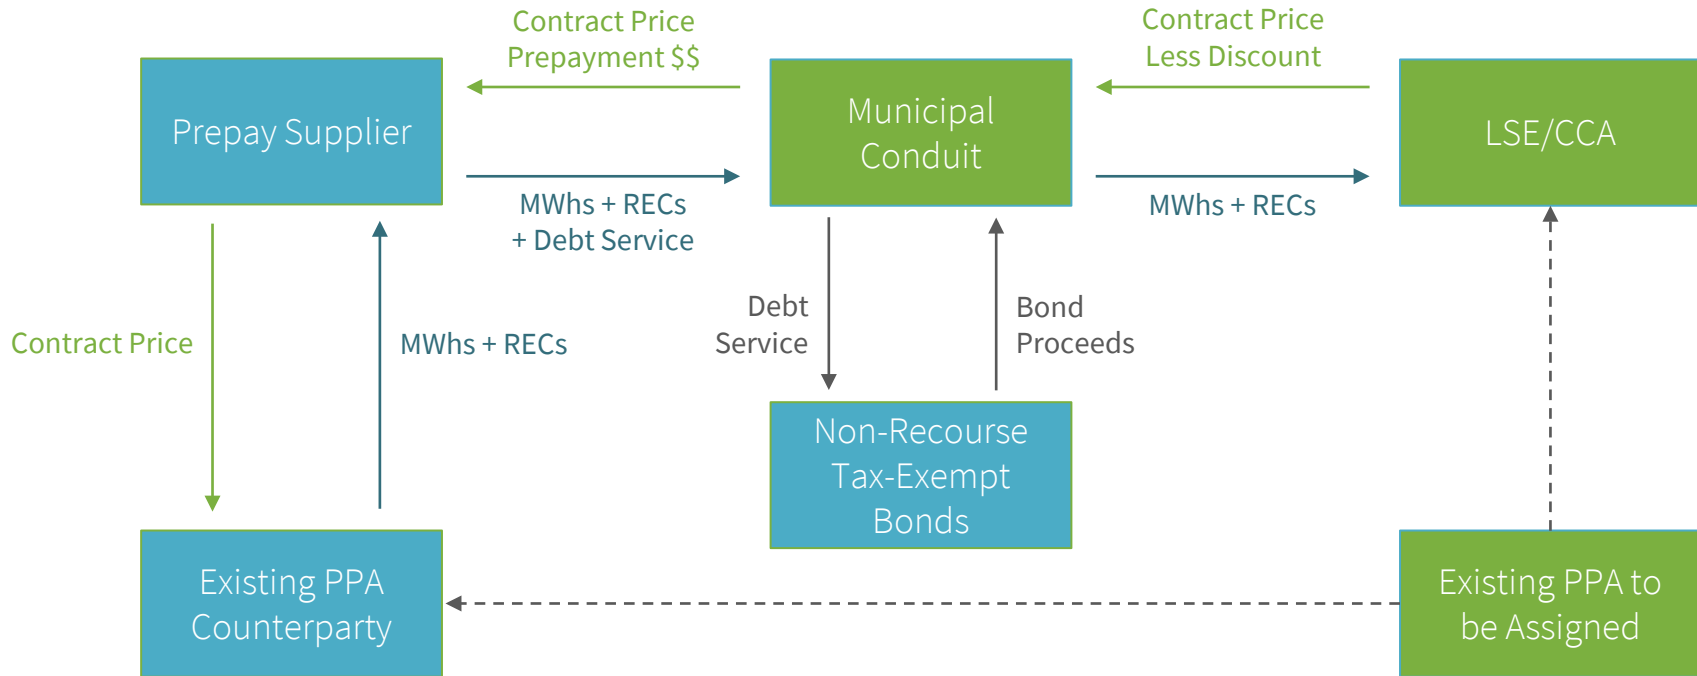 Contract Price
Prepayment $$
Contract Price
Less Discount
Prepay Supplier
Municipal
Conduit
LSE/CCA
MWhs + RECs
+ Debt Service
MWhs + RECs
Contract Price
MWhs + RECs
Debt
Service
Bond
Proceeds
Non-Recourse
Tax-Exempt
Bonds
Existing PPA
Counterparty
Existing PPA to
be Assigned